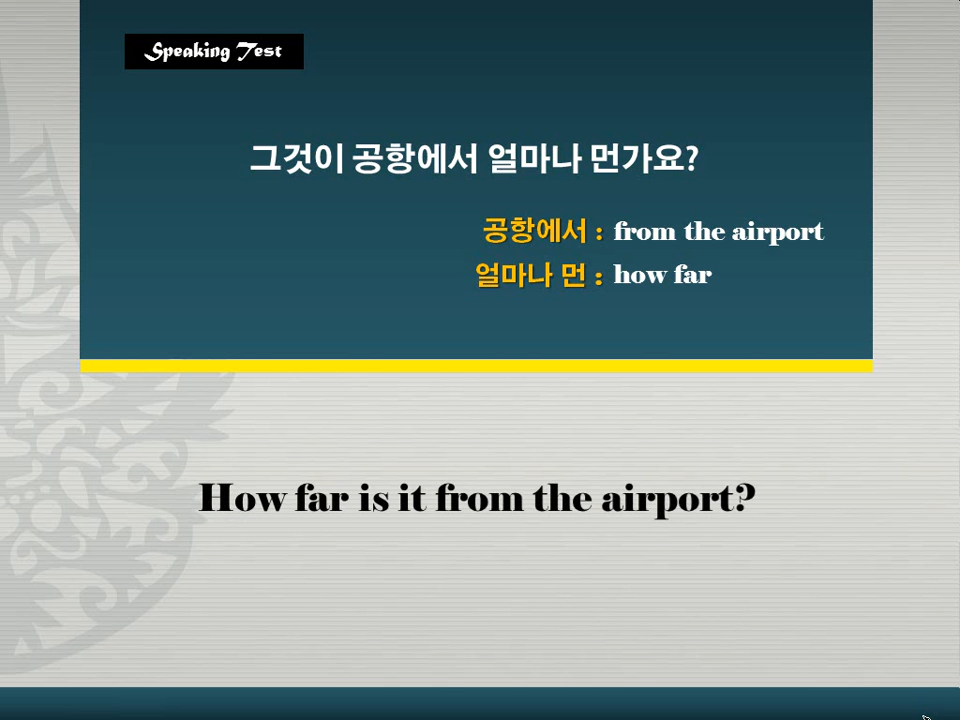 Speaking Test
그것이 공항에서 얼마나 먼가요?
공항에서 : from the airport
얼마나 먼 : how far
How far is it from the airport?